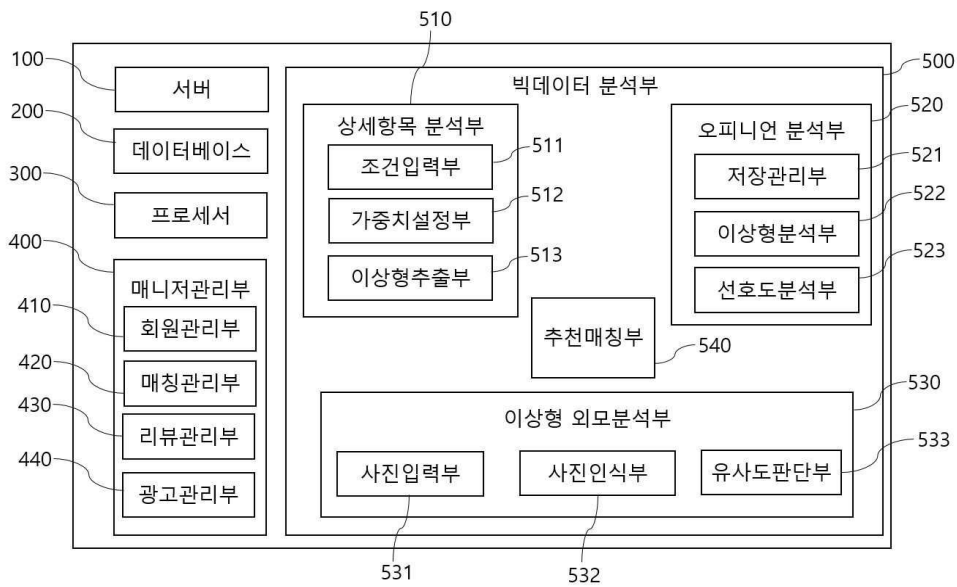 510
100
서버
500
빅데이터 분석부
200
데이터베이스
상세항목 분석부
조건입력부
511
가중치설정부
512
이상형추출부
513
오피니언 분석부
520
저장관리부
521
이상형분석부
522
선호도분석부
523
300
프로세서
400
매니저관리부
410
회원관리부
420
매칭관리부
430
리뷰관리부
440
광고관리부
추천매칭부
540
530
이상형 외모분석부
사진입력부
사진인식부
유사도판단부
533
531
532